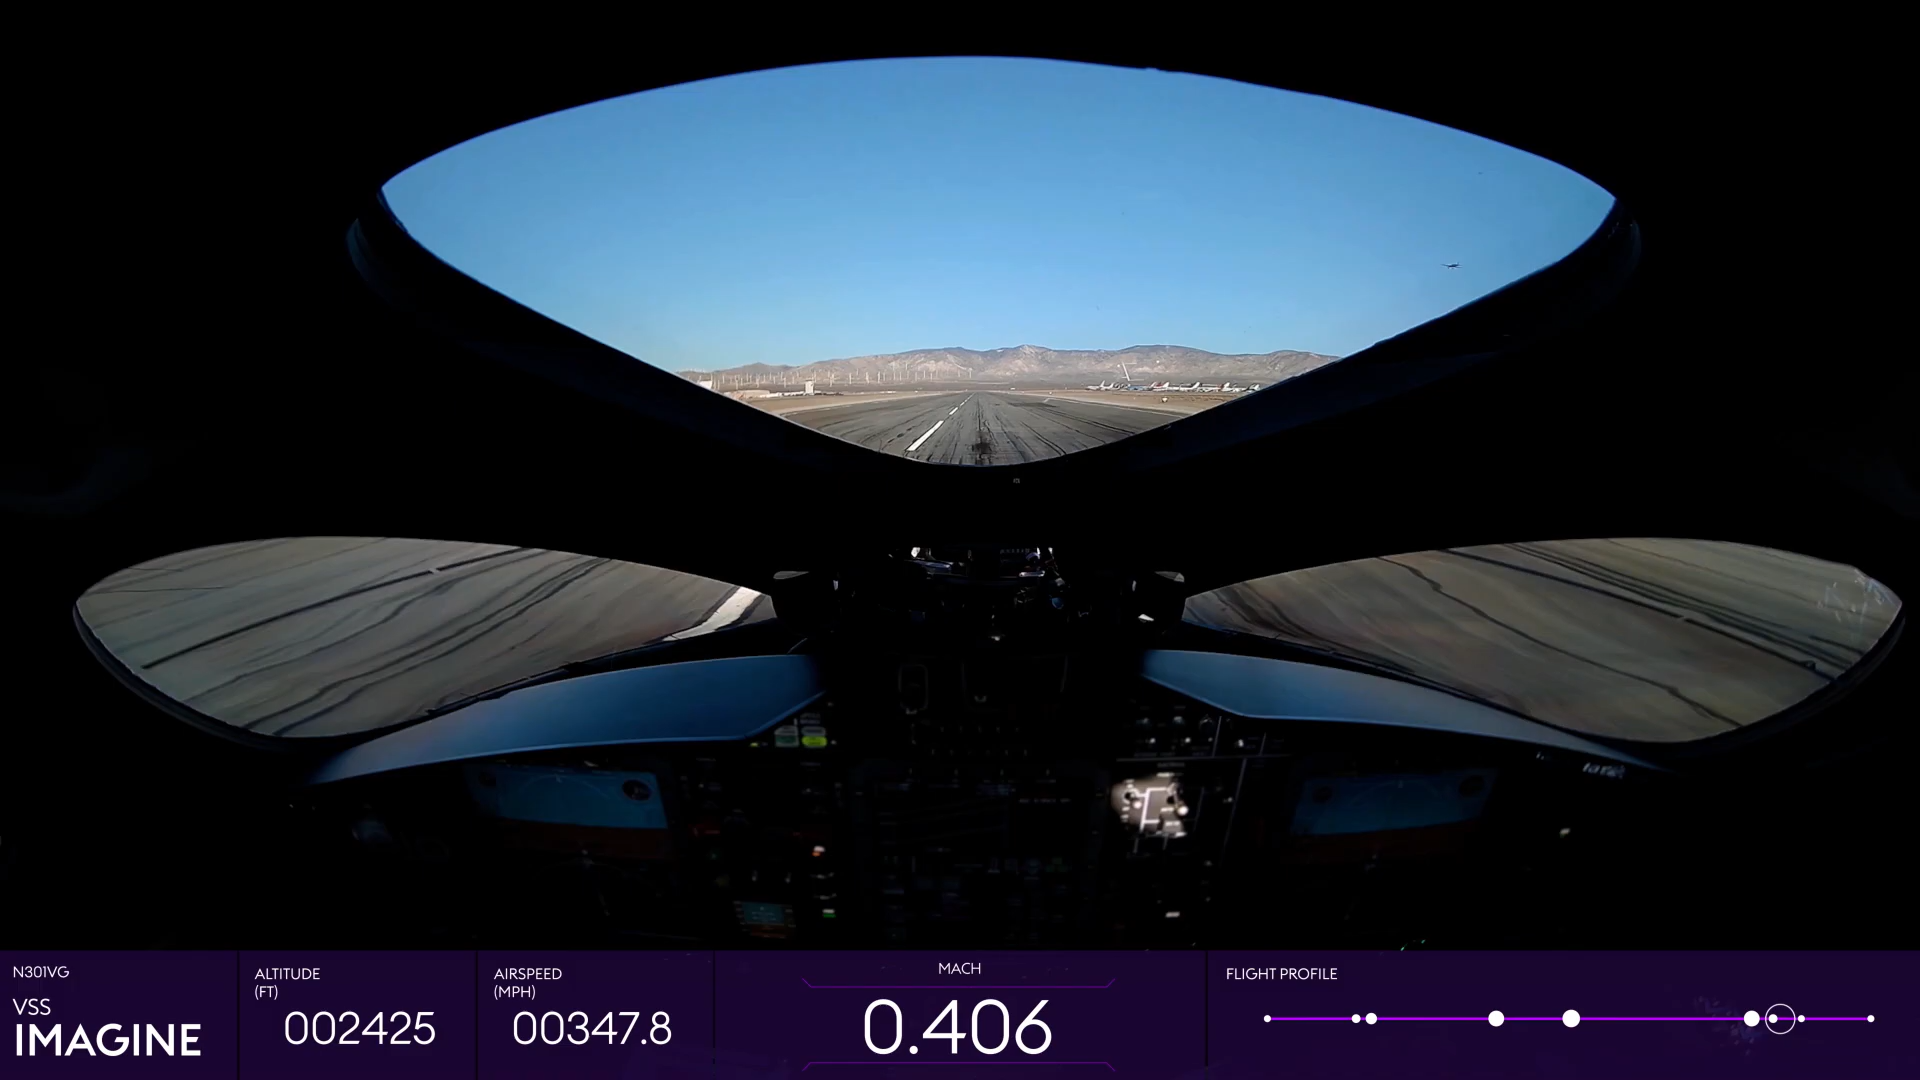 N301VG
VSS
IMAGINE
ALTITUDE
(FT)
002425
AIRSPEED
(MPH)
00347.8
MACH
0.406
FLIGHT PROFILE